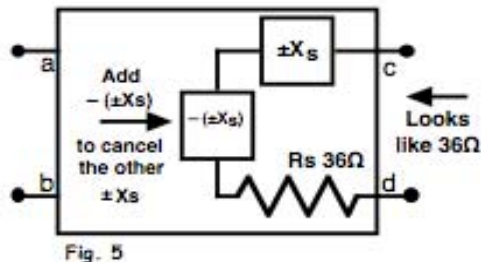 ±Xs
a
c
Add
− (±Xs)
−(±Xs)
Looks
like 36Ω
to cancel
the other
± Xs
Rs 36Ω
b
d
Fig. 5